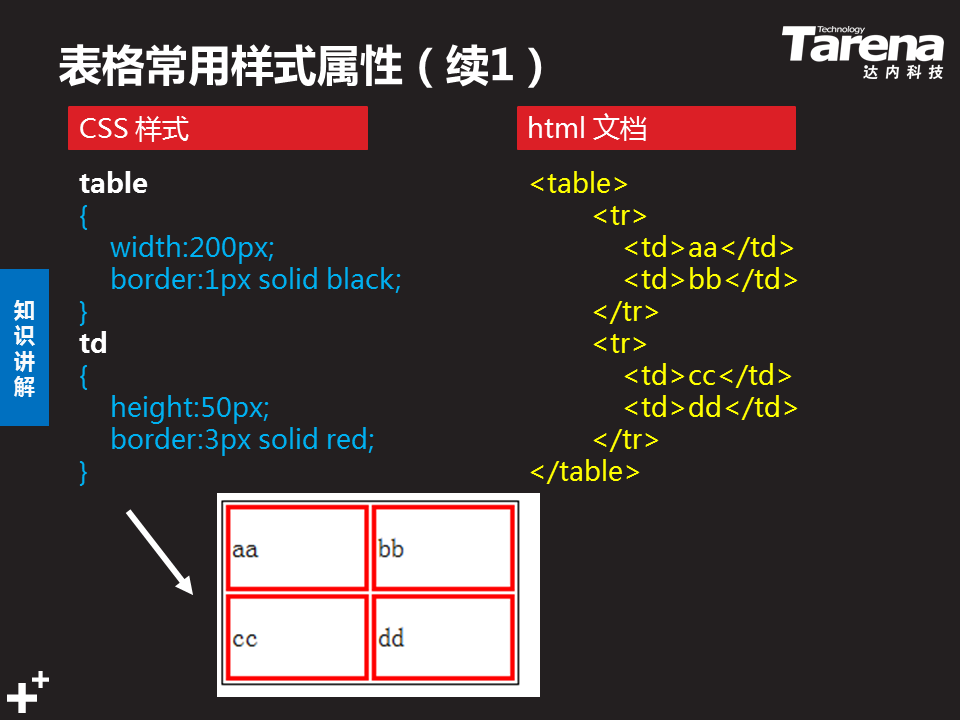 表格常用样式属性（续1）
Technology
Tarena
达内科技
CSS 样式
table
{
width:200px;
border:1px solid black;
}
td
{
height:50px;
border:3px solid red;
}
html 文档
<table>
<tr>
<td>aa</td>
<td>bb</td>
</tr>
<tr>
<td>cc</td>
<td>dd</td>
</tr>
</table>
知识讲解
aa bb
cc dd